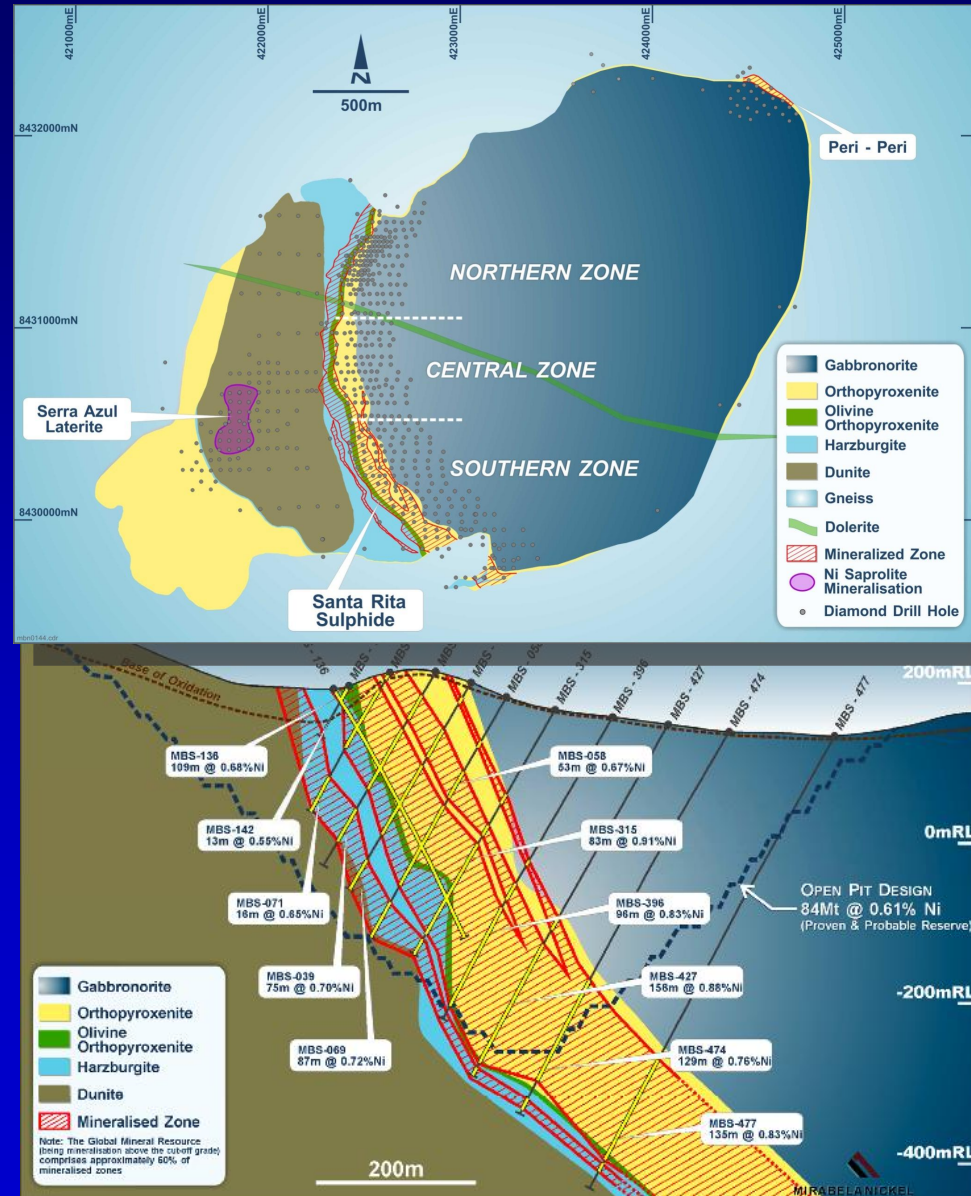 421000mE
422000mE
423000mE
424000mE
425000mE
N
500m
8432000mN
Peri - Peri
NORTHERN ZONE
8431000mN
CENTRAL ZONE
Serra Azul
Laterite
SOUTHERN ZONE
8430000mN
Santa Rita
Sulphide
Gabbronorite
Orthopyroxenite
Olivine
Orthopyroxenite
Harzburgite
Dunite
Gneiss
Dolerite
Mineralized Zone
Ni Saprolite
Mineralisation
Diamond Drill Hole
mbn0144.cdr
Base of Oxidation
136
MBS -
MBS - 315
MBS - 396
MBS - 427
MBS - 474
MBS - 477
200mRL
MBS-136
109m @ 0.68%Ni
MBS-058
53m @ 0.67%Ni
MBS-142
13m @ 0.55%Ni
MBS-315
83m @ 0.91%Ni
0mRL
MBS-071
16m @ 0.65%Ni
MBS-396
96m @ 0.83%Ni
OPEN PIT DESIGN
84Mt @ 0.61% Ni
(Proven & Probable Reserve)
MBS-039
75m @ 0.70%Ni
MBS-427
156m @ 0.88%Ni
-200mRL
MBS-069
87m @ 0.72%Ni
MBS-474
129m @ 0.76%Ni
MBS-477
135m @ 0.83%Ni
-400mRL
Gabbronorite
Orthopyroxenite
Olivine
Orthopyroxenite
Harzburgite
Dunite
Mineralised Zone
Note: The Global Mineral Resource
(being mineralisation above the cut-off grade)
comprises approximately 60% of
mineralised zones
200m
MIRABELA NICKEL